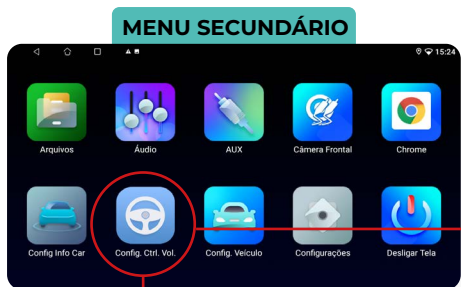 MENU SECUNDÁRIO
15:24
Arquivos
Áudio
AUX
Câmera Frontal
Chrome
Config Info Car
Config. Ctrl. Vol.
Config. Veículo
Configurações
Desligar Tela